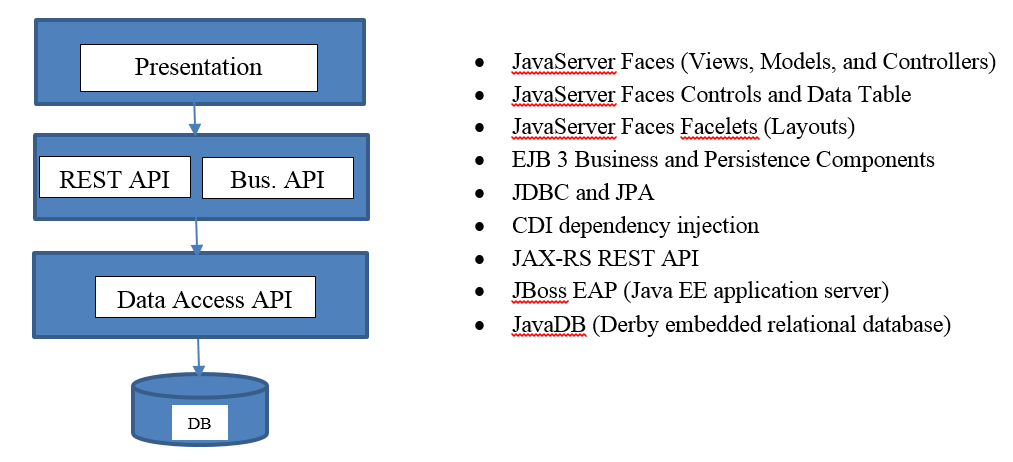 Presentation
REST API
Bus. API
Data Access API
DB
• JavaServer Faces (Views, Models, and Controllers)
• JavaServer Faces Controls and Data Table
• JavaServer Faces Facelets (Layouts)
• EJB 3 Business and Persistence Components
• JDBC and JPA
• CDI dependency injection
• JAX-RS REST API
• JBoss EAP (Java EE application server)
• JavaDB (Derby embedded relational database)